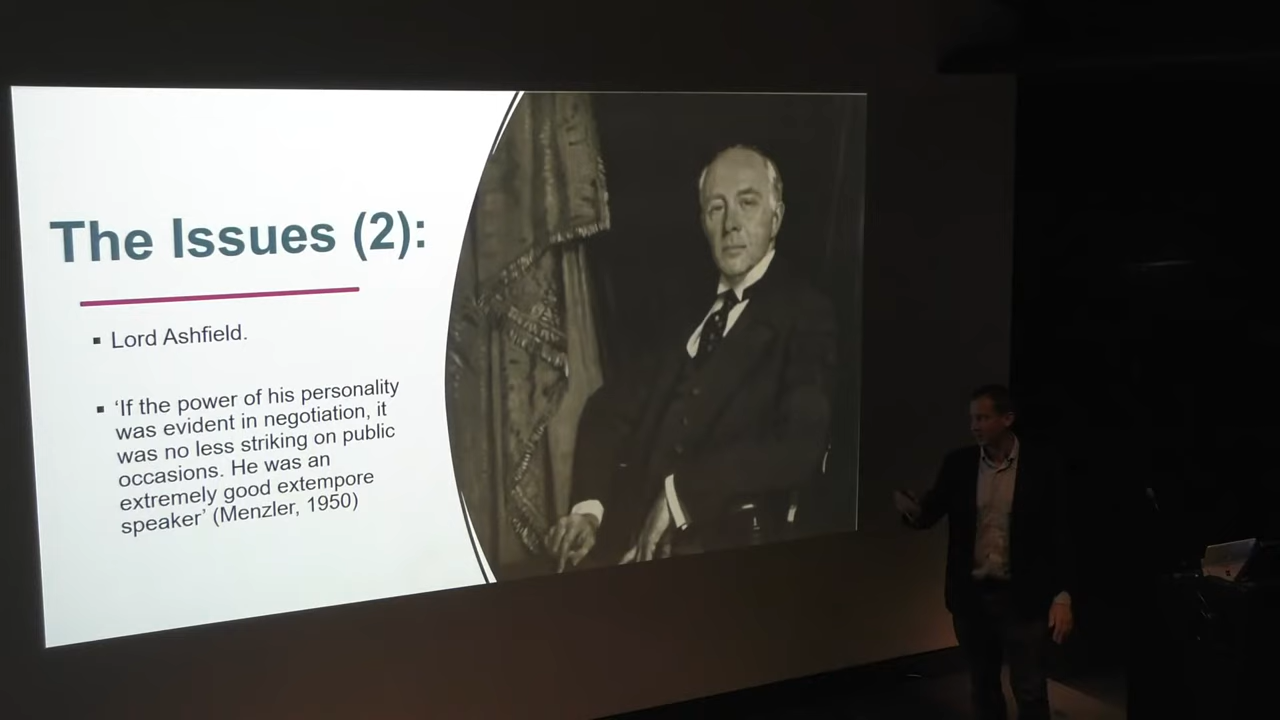 The Issues (2):
▪ Lord Ashfield.
▪ ‘If the power of his personality
was evident in negotiation, it
was no less striking on public
occasions. He was an
extremely good extempore
speaker’ (Menzler, 1950)